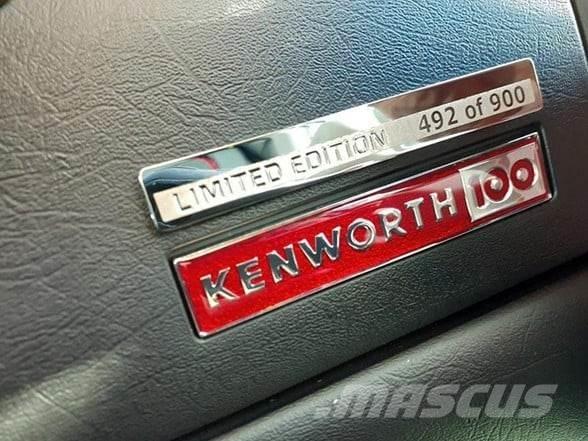 LIMITED EDITION 492 of 900
KENWORTH 100
MASCUS